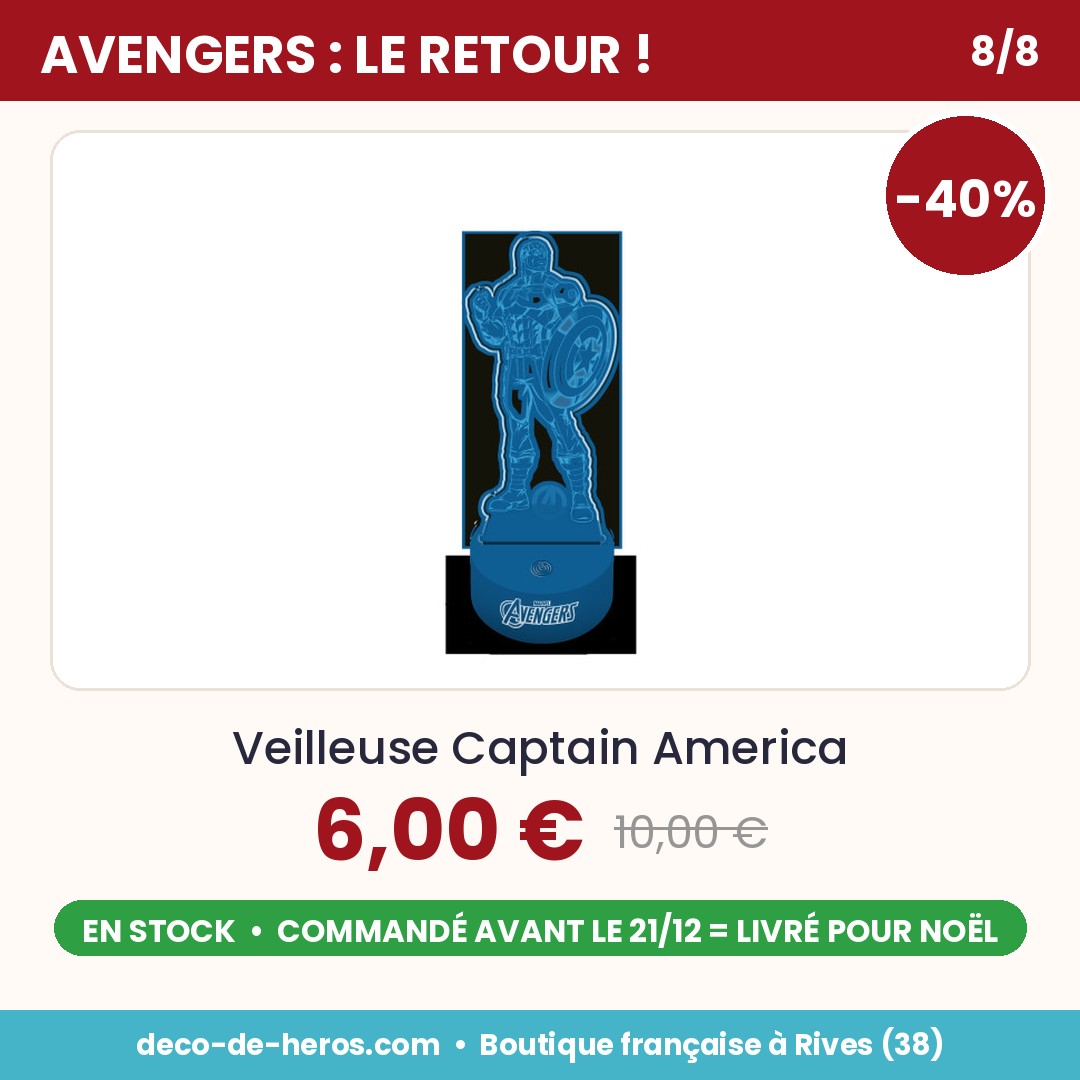 AVENGERS : LE RETOUR !
8/8
-40%
MARVEL
AVENGERS
Veilleuse Captain America
6,00 € 10,00 €
EN STOCK • COMMANDÉ AVANT LE 21/12 = LIVRÉ POUR NOËL
deco-de-heros.com • Boutique française à Rives (38)